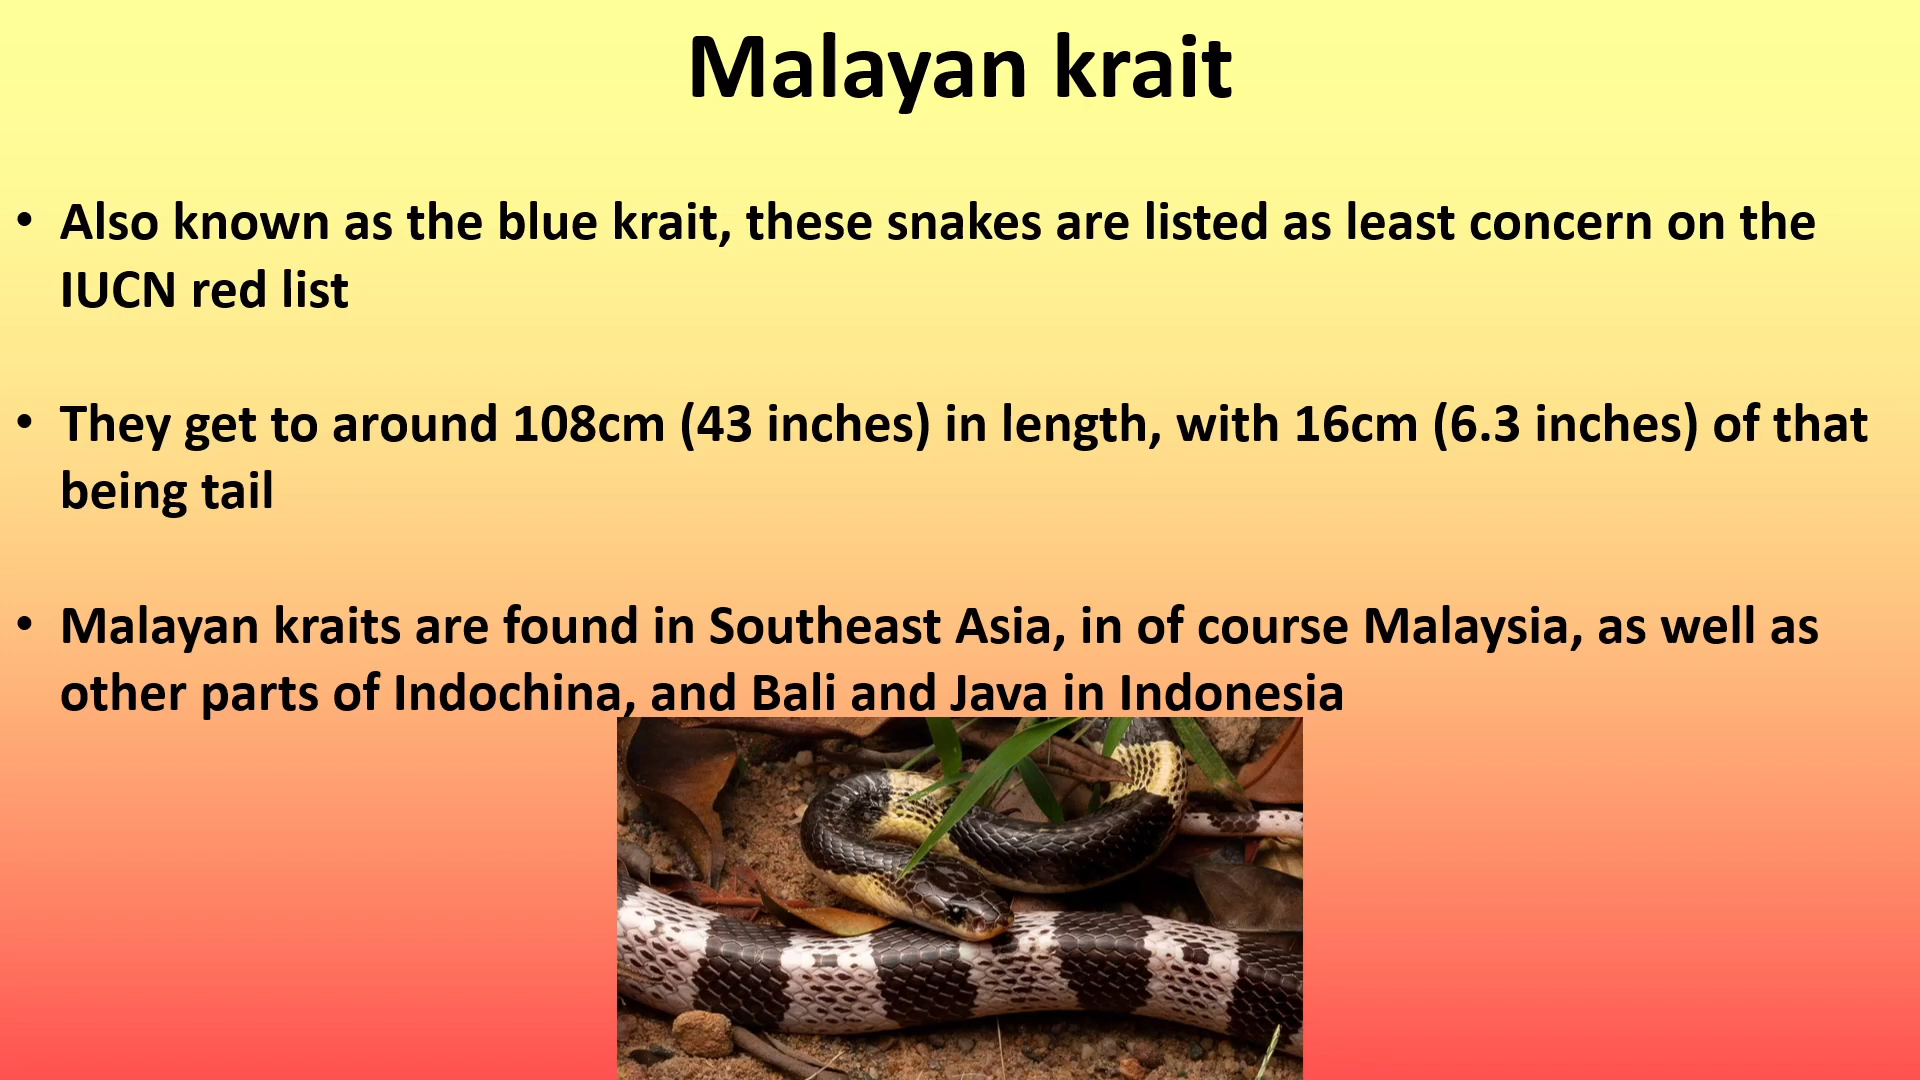 Malayan krait
• Also known as the blue krait, these snakes are listed as least concern on the
IUCN red list
• They get to around 108cm (43 inches) in length, with 16cm (6.3 inches) of that
being tail
• Malayan kraits are found in Southeast Asia, in of course Malaysia, as well as
other parts of Indochina, and Bali and Java in Indonesia